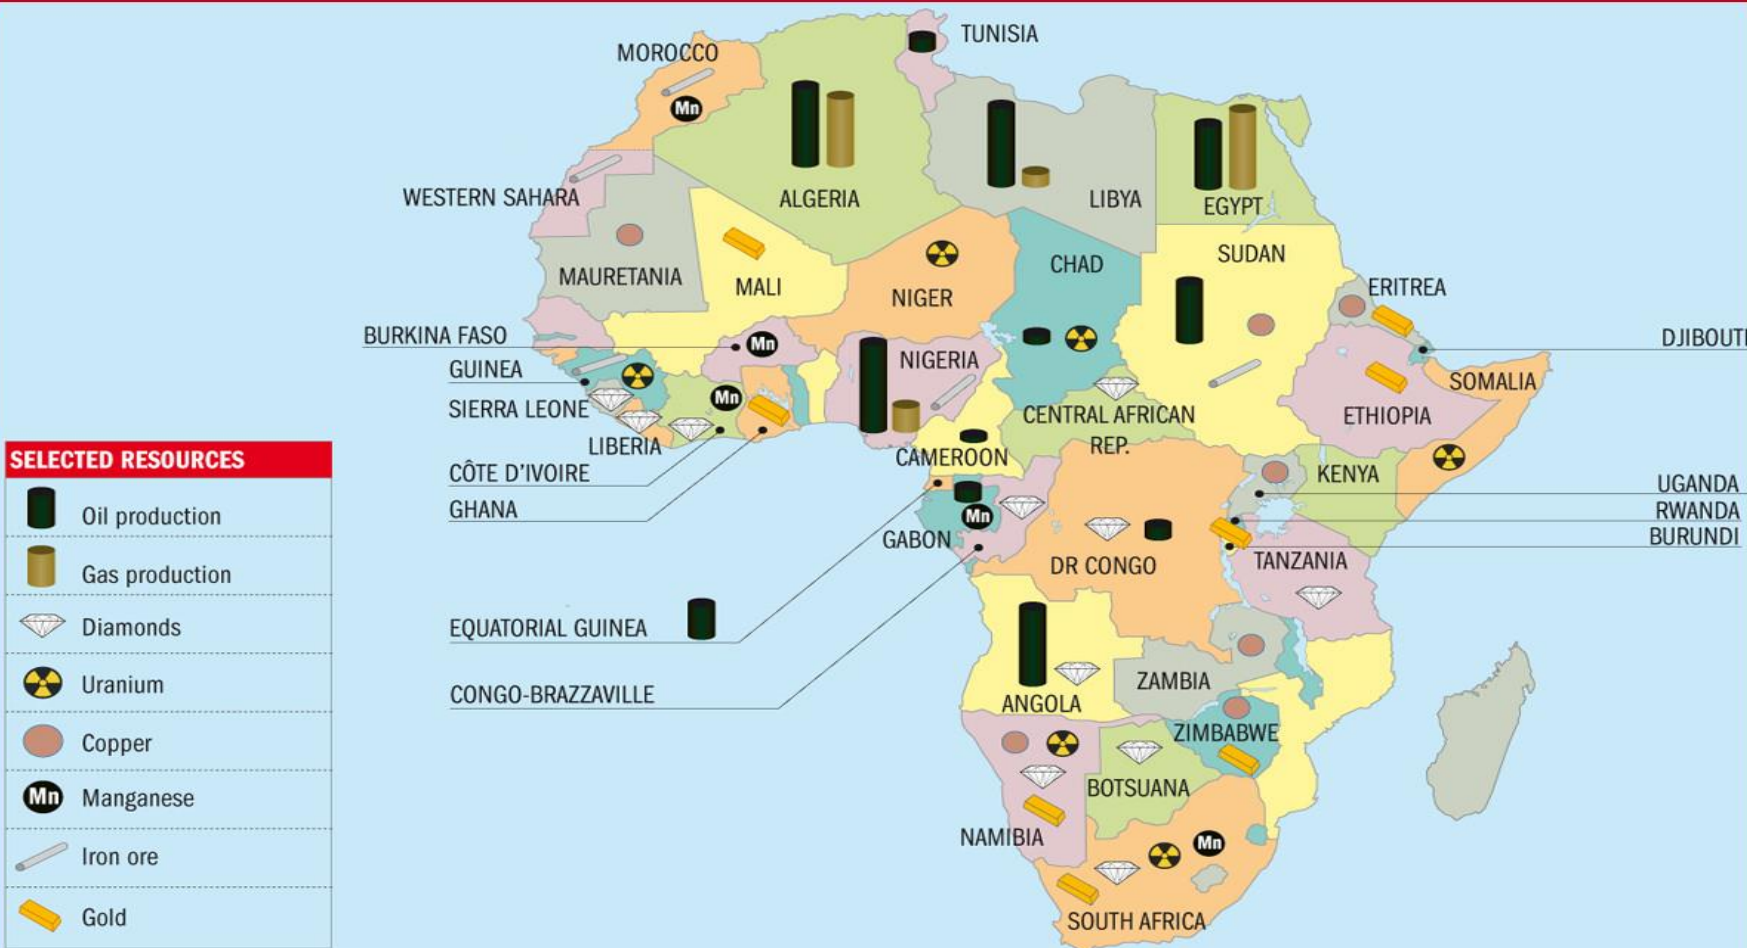 MOROCCO
TUNISIA
Mn
WESTERN SAHARA
ALGERIA
LIBYA
EGYPT
MAURETANIA
MALI
NIGER
CHAD
SUDAN
ERITREA
BURKINA FASO
Mn
NIGERIA
DJIBOUTI
GUINEA
SIERRA LEONE
Mn
LIBERIA
CENTRAL AFRICAN
REP.
ETHIOPIA
SOMALIA
CÔTE D'IVOIRE
CAMEROON
KENYA
GHANA
UGANDA
RWANDA
BURUNDI
Mn
GABON
DR CONGO
TANZANIA
EQUATORIAL GUINEA
CONGO-BRAZZAVILLE
ANGOLA
ZAMBIA
ZIMBABWE
BOTSUANA
NAMIBIA
Mn
SOUTH AFRICA
SELECTED RESOURCES
Oil production
Gas production
Diamonds
Uranium
Copper
Mn Manganese
Iron ore
Gold